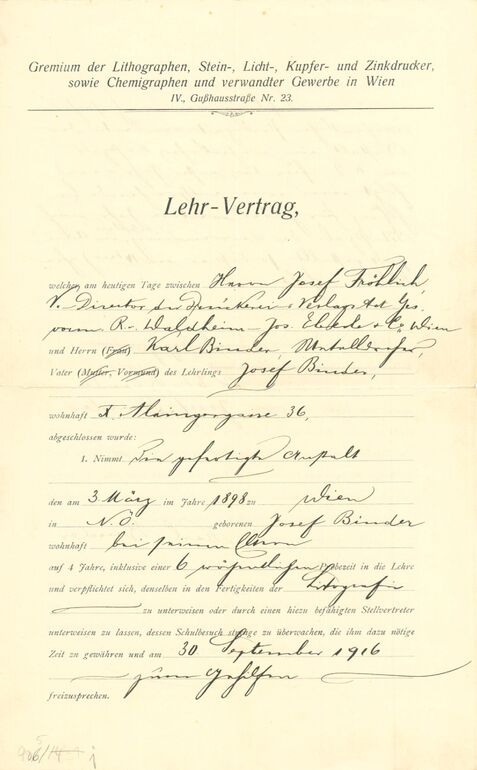 Gremium der Lithographen, Stein-, Licht-, Kupfer- und Zinkdrucker,
sowie Chemigraphen und verwandter Gewerbe in Wien
IV., Gußhausstraße Nr. 23.
Lehr-Vertrag,
welcher am heutigen Tage zwischen Herrn Josef Fröhlich,
V. Director der Druckerei & Verlags Act Ges,
vorm. R. v. Waldheim Jos. Eberle & Co Wien
und Herrn (Frau) Karl Binder, Metalldreher,
Vater (Mutter, Vormund) des Lehrlings Josef Binder,
wohnhaft X. Alxingergasse 36,
abgeschlossen wurde:
1. Nimmt Die gefertigte Anstalt
den am 3 März im Jahre 1898 zu Wien
in N. Ö. geborenen Josef Binder
wohnhaft bei seinen Eltern
auf 4 Jahre, inklusive einer 6 wöchentlichen Probezeit in die Lehre
und verpflichtet sich, denselben in den Fertigkeiten der Litografie
zu unterweisen oder durch einen hiezu befähigten Stellvertreter
unterweisen zu lassen, dessen Schulbesuch strenge zu überwachen, die ihm dazu nötige
Zeit zu gewähren und am 30 September 1916
zum Gehilfen
freizusprechen.